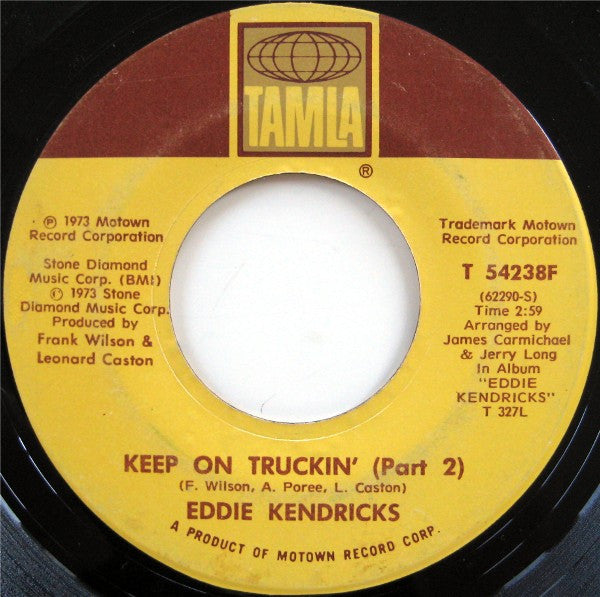 TAMLA
®
℗ 1973 Motown
Record Corporation
Stone Diamond
Music Corp. (BMI)
© 1973 Stone
Diamond Music Corp.
Produced by
Frank Wilson &
Leonard Caston
Trademark Motown
Record Corporation
T 54238F
(62290-S)
Time 2:59
Arranged by
James Carmichael
& Jerry Long
In Album
"EDDIE
KENDRICKS"
T 327L
KEEP ON TRUCKIN' (Part 2)
(F. Wilson, A. Poree, L. Caston)
EDDIE KENDRICKS
A PRODUCT OF MOTOWN RECORD CORP.